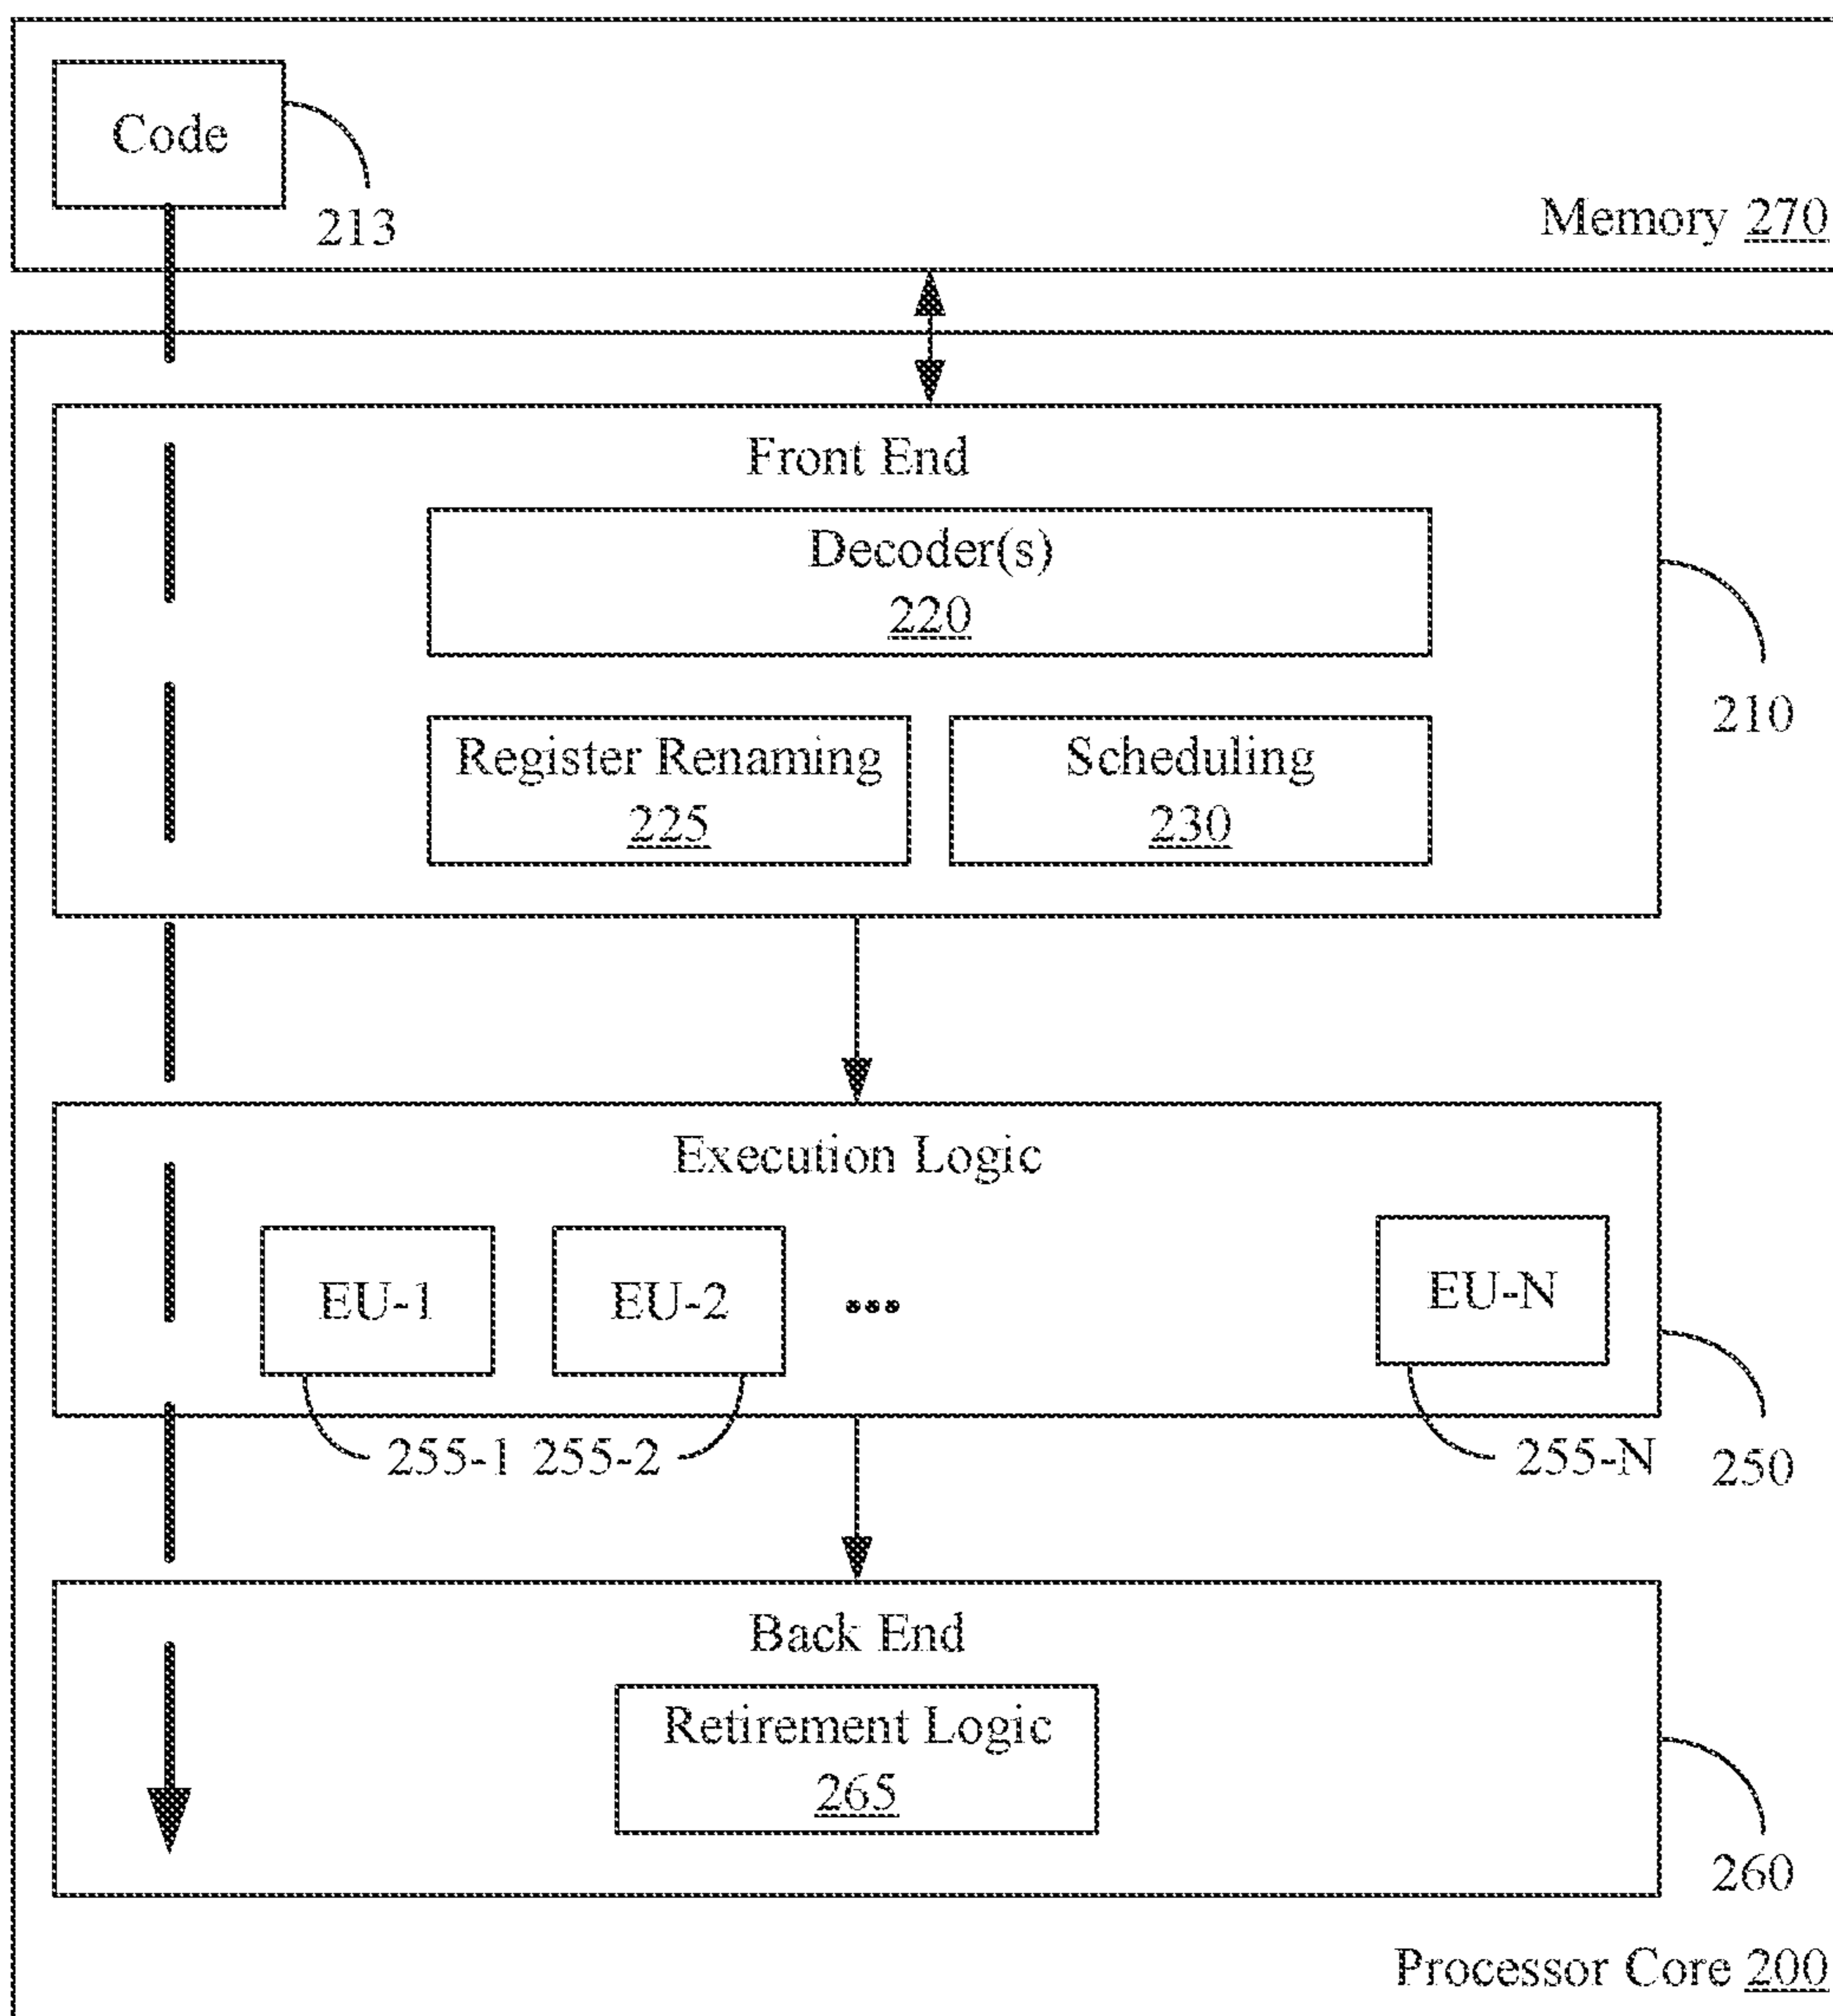 Code
213
Memory 270
Front End
Decoder(s)
220
210
Register Renaming
225
Scheduling
230
Execution Logic
EU-1
EU-2
•••
EU-N
255-1 255-2
255-N
250
Back End
Retirement Logic
265
260
Processor Core 200